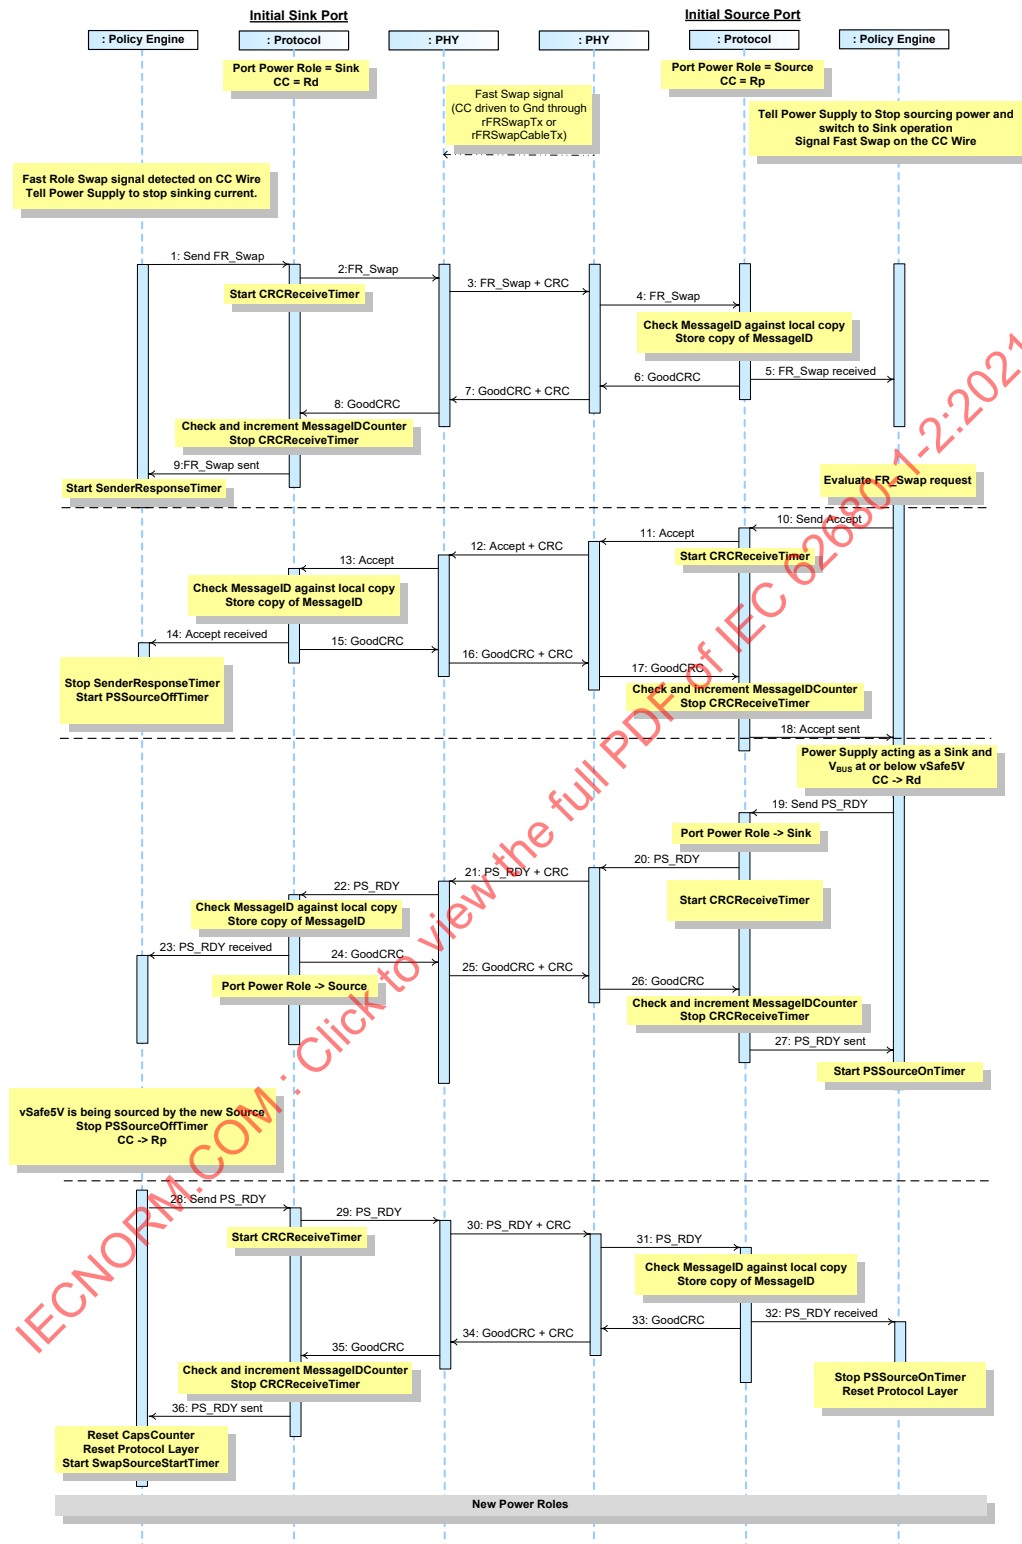 Initial Sink Port
Initial Source Port
: Policy Engine
: Protocol
: PHY
: PHY
: Protocol
: Policy Engine
Port Power Role = Sink
CC = Rd
Port Power Role = Source
CC = Rp
Fast Swap signal
(CC driven to Gnd through
rFRSwapTx or
rFRSwapCableTx)
Tell Power Supply to Stop sourcing power and
switch to Sink operation
Signal Fast Swap on the CC Wire
Fast Role Swap signal detected on CC Wire
Tell Power Supply to stop sinking current.
1: Send FR_Swap
2:FR_Swap
Start CRCReceiveTimer
3: FR_Swap + CRC
4: FR_Swap
Check MessageID against local copy
Store copy of MessageID
5: FR_Swap received
6: GoodCRC
7: GoodCRC + CRC
8: GoodCRC
Check and increment MessageIDCounter
Stop CRCReceiveTimer
9:FR_Swap sent
Start SenderResponseTimer
Evaluate FR_Swap request
10: Send Accept
11: Accept
Start CRCReceiveTimer
12: Accept + CRC
13: Accept
Check MessageID against local copy
Store copy of MessageID
14: Accept received
15: GoodCRC
16: GoodCRC + CRC
17: GoodCRC
Stop SenderResponseTimer
Start PSSourceOffTimer
Check and increment MessageIDCounter
Stop CRCReceiveTimer
18: Accept sent
Power Supply acting as a Sink and
VBUS at or below vSafe5V
CC -> Rd
19: Send PS_RDY
Port Power Role -> Sink
20: PS_RDY
21: PS_RDY + CRC
22: PS_RDY
Start CRCReceiveTimer
Check MessageID against local copy
Store copy of MessageID
23: PS_RDY received
24: GoodCRC
25: GoodCRC + CRC
Port Power Role -> Source
26: GoodCRC
Check and increment MessageIDCounter
Stop CRCReceiveTimer
27: PS_RDY sent
Start PSSourceOnTimer
vSafe5V is being sourced by the new Source
Stop PSSourceOffTimer
CC -> Rp
28: Send PS_RDY
29: PS_RDY
Start CRCReceiveTimer
30: PS_RDY + CRC
31: PS_RDY
Check MessageID against local copy
Store copy of MessageID
32: PS_RDY received
33: GoodCRC
34: GoodCRC + CRC
35: GoodCRC
Check and increment MessageIDCounter
Stop CRCReceiveTimer
Stop PSSourceOnTimer
Reset Protocol Layer
36: PS_RDY sent
Reset CapsCounter
Reset Protocol Layer
Start SwapSourceStartTimer
New Power Roles
IECNORM.COM : Click to view the full PDF of IEC 62680-1-2:2021